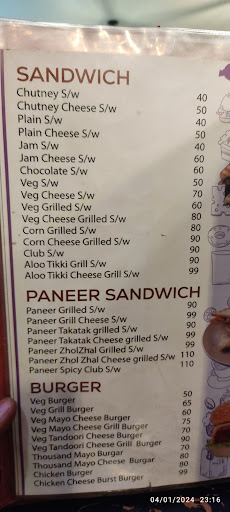 SANDWICH
Chutney S/w 40
Chutney Cheese S/w 50
Plain S/w 40
Plain Cheese S/w 50
Jam S/w 40
Jam Cheese S/w 60
Chocolate S/w 60
Veg S/w 50
Veg Cheese S/w 70
Veg Grilled S/w 60
Veg Cheese Grilled S/w 80
Corn Grilled S/w 80
Corn Cheese Grilled S/w 90
Club S/w 90
Aloo Tikki Grill S/w 90
Aloo Tikki Cheese Grill S/w 99
PANEER SANDWICH
Paneer Grilled S/w 90
Paneer Grill Cheese S/w 99
Paneer Takatak grilled S/w 90
Paneer Takatak Cheese grilled S/w 99
Paneer ZholZhal Grilled S/w 99
Paneer Zhol Zhal Cheese grilled S/w 110
Paneer Spicy Club S/w 110
BURGER
Veg Burger 50
Veg Grill Burger 65
Veg Mayo Cheese Burger 60
Veg Mayo Cheese Grill Burger 75
Veg Tandoori Cheese Burger 70
Veg Tandoori Cheese Grill Burger 90
Thousand Mayo Burgar 70
Thousand Mayo Cheese Burgar 80
Chicken Burger 80
Chicken Cheese Burst Burger 99
04/01/2024 23:16